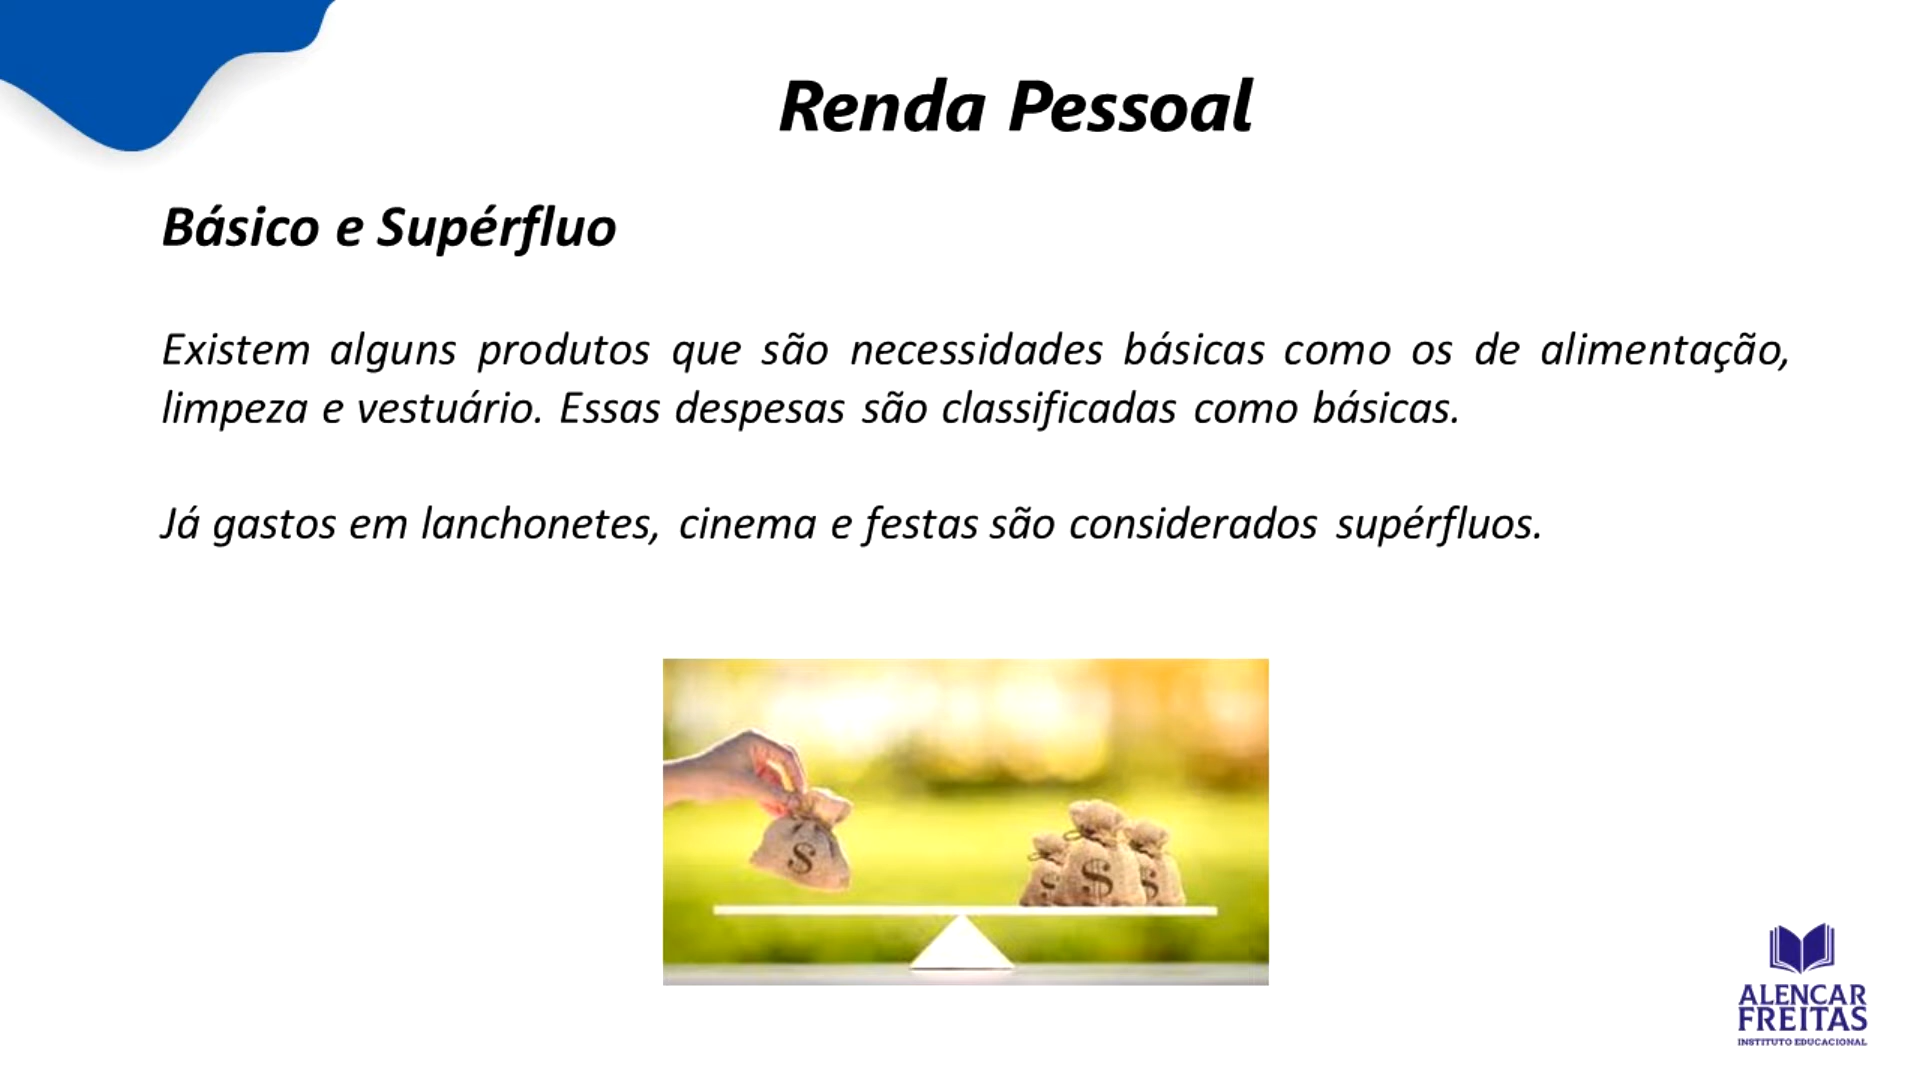 Renda Pessoal
Básico e Supérfluo
Existem alguns produtos que são necessidades básicas como os de alimentação,
limpeza e vestuário. Essas despesas são classificadas como básicas.
Já gastos em lanchonetes, cinema e festas são considerados supérfluos.
$
$ $ $
ALENCAR
FREITAS
INSTITUTO EDUCACIONAL